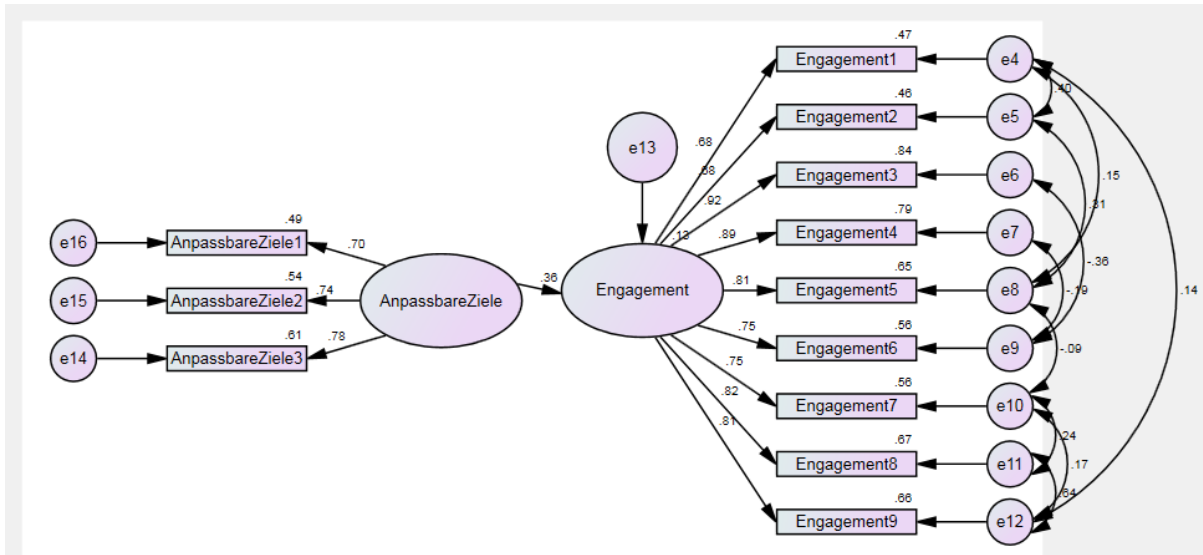 .47
Engagement1
e4
.40
.46
Engagement2
e5
.68
e13
.68
.84
Engagement3
e6
.15
.92
.31
.49
.79
e16
AnpassbareZiele1
.70
.13
.89
Engagement4
e7
-.36
.54
.36
.65
e15
AnpassbareZiele2
.74
AnpassbareZiele
Engagement
.81
Engagement5
e8
-.19
.14
.61
.56
e14
AnpassbareZiele3
.78
.75
Engagement6
e9
-.09
.75
.56
.82
Engagement7
e10
.81
.24
.67
Engagement8
e11
.17
.64
.66
Engagement9
e12